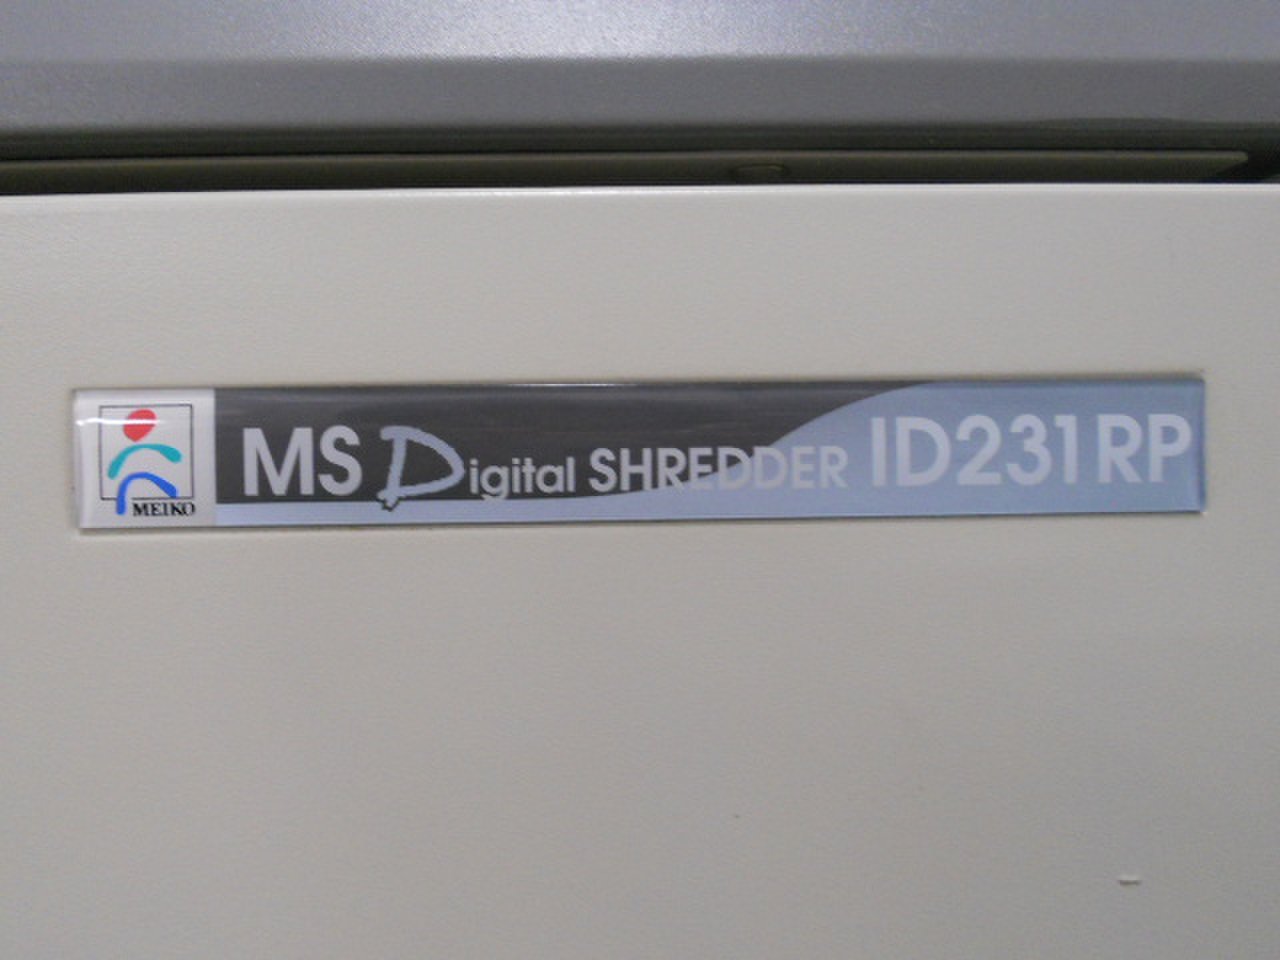 MEIKO
MS Digital SHREDDER ID231RP